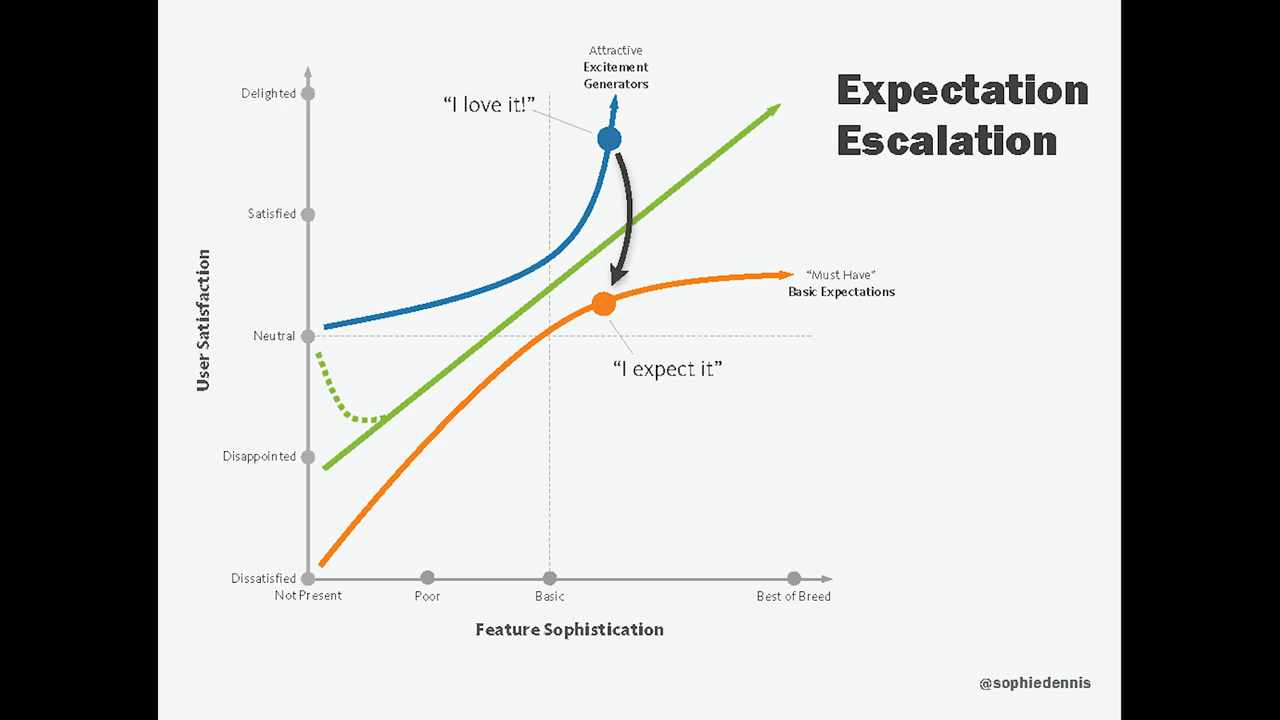 Expectation
Escalation
Attractive
Excitement
Generators
“I love it!”
Delighted
Satisfied
Neutral
Disappointed
Dissatisfied
User Satisfaction
“Must Have”
Basic Expectations
“I expect it”
Not Present
Poor
Basic
Best of Breed
Feature Sophistication
@sophiedennis